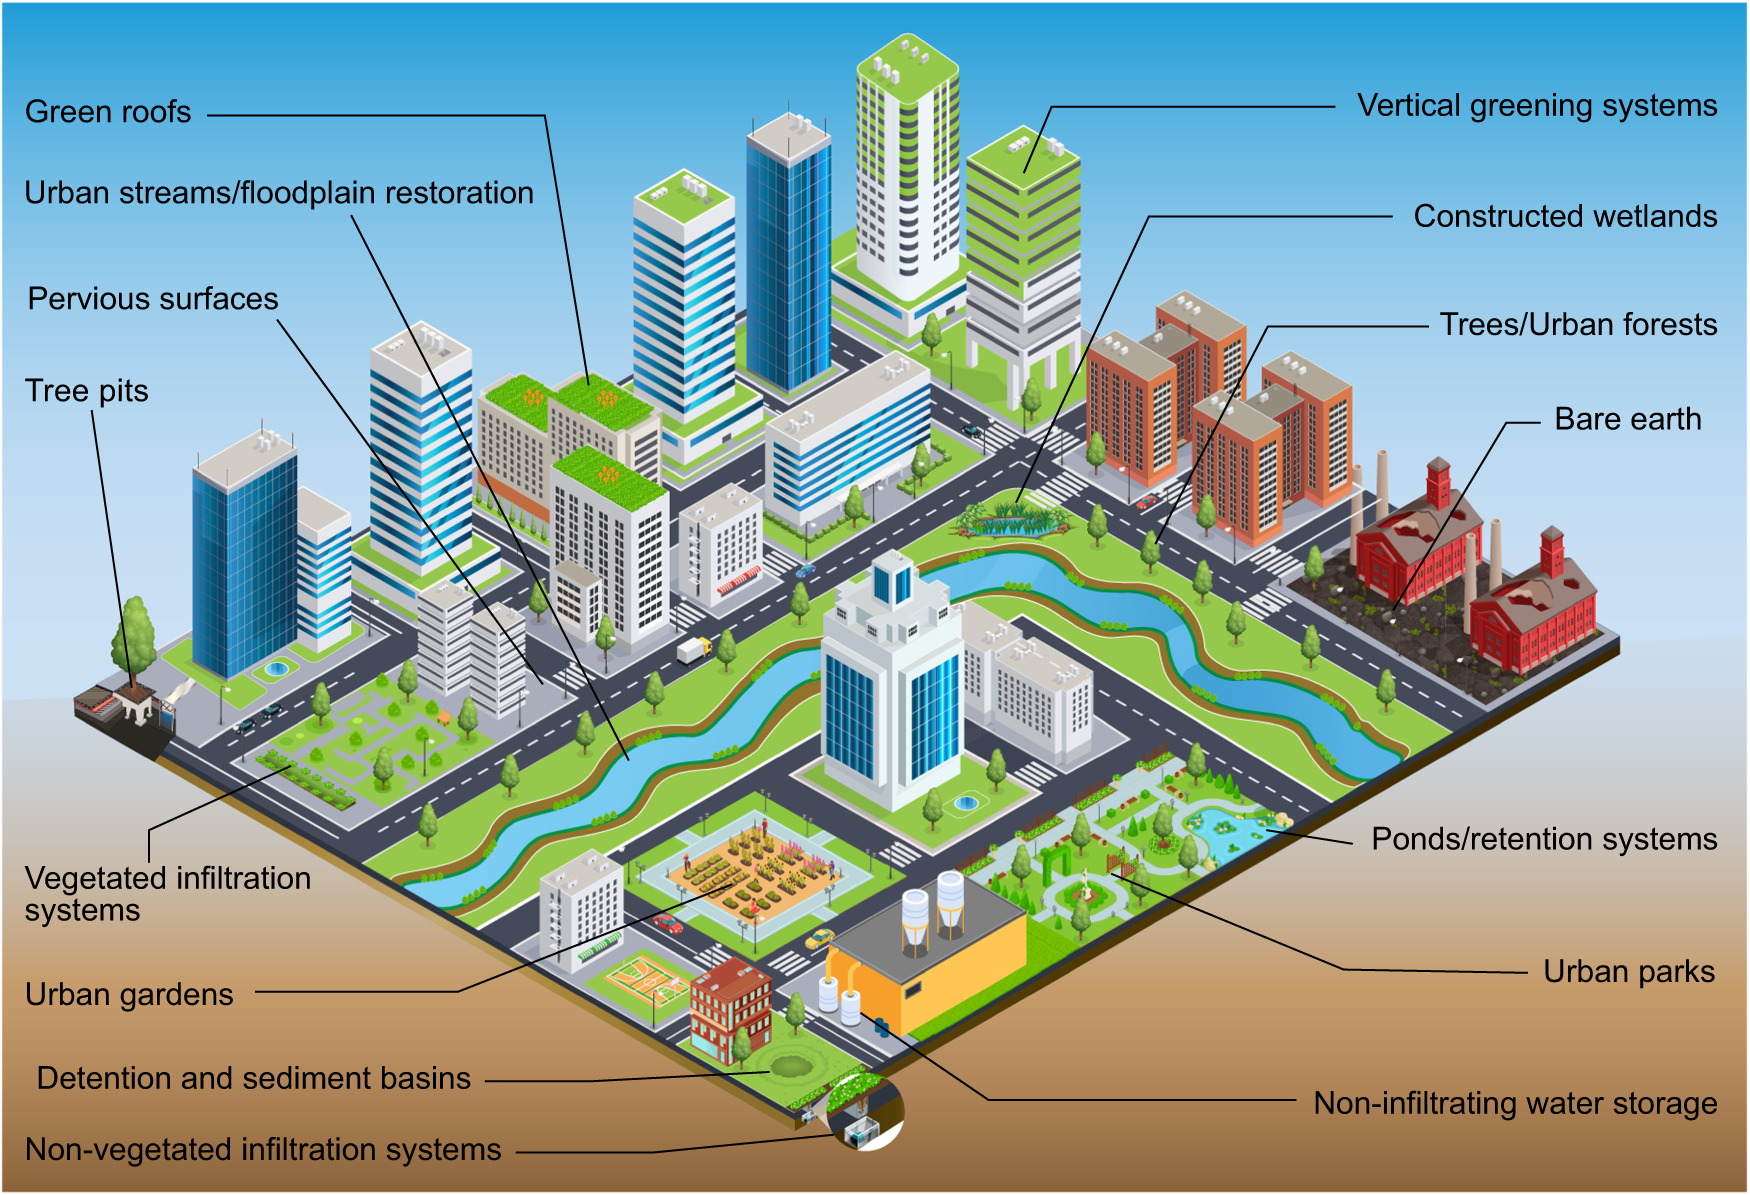 Green roofs
Urban streams/floodplain restoration
Pervious surfaces
Tree pits
Vegetated infiltration
systems
Urban gardens
Detention and sediment basins
Non-vegetated infiltration systems
Vertical greening systems
Constructed wetlands
Trees/Urban forests
Bare earth
Ponds/retention systems
Urban parks
Non-infiltrating water storage